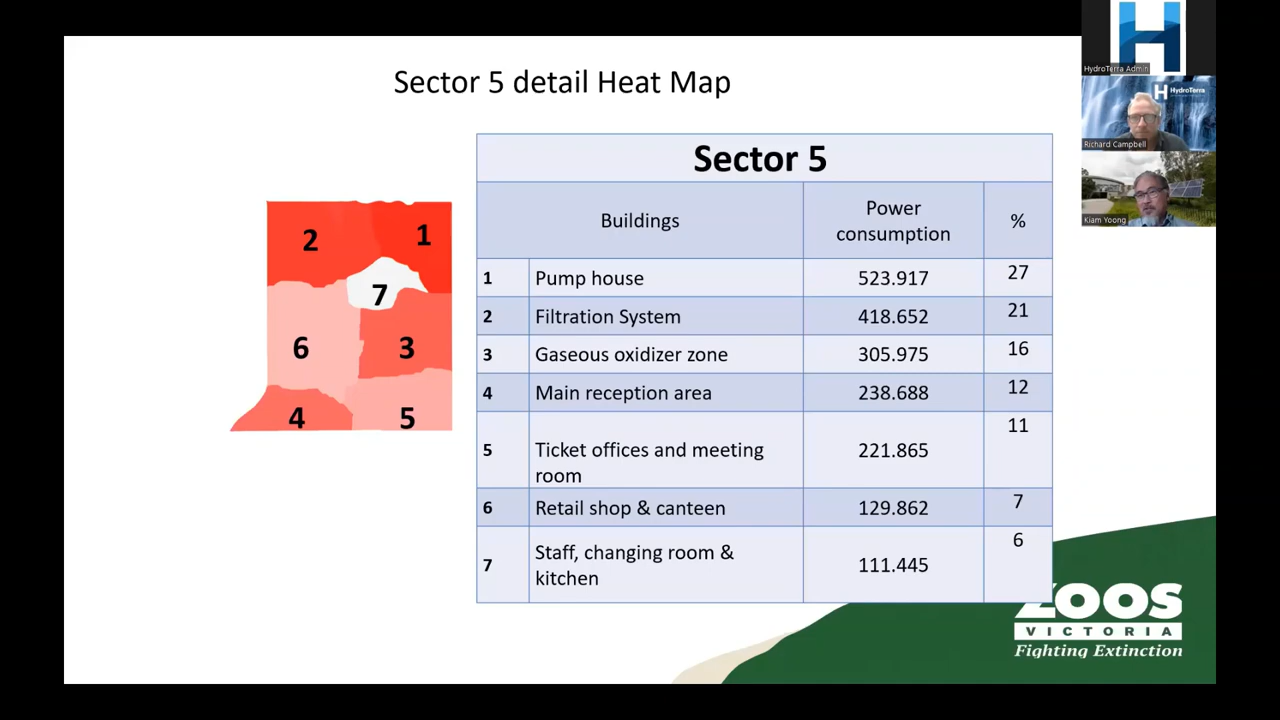 Sector 5 detail Heat Map
HydroTerra Admin
HydroTerra
Richard Campbell
Kiam Yoong
2
1
7
6
3
4
5
Sector 5
Buildings
Power
consumption
%
1 Pump house 523.917 27
2 Filtration System 418.652 21
3 Gaseous oxidizer zone 305.975 16
4 Main reception area 238.688 12
5 Ticket offices and meeting
room 221.865 11
6 Retail shop & canteen 129.862 7
7 Staff, changing room &
kitchen 111.445 6
ZOOS
VICTORIA
Fighting Extinction